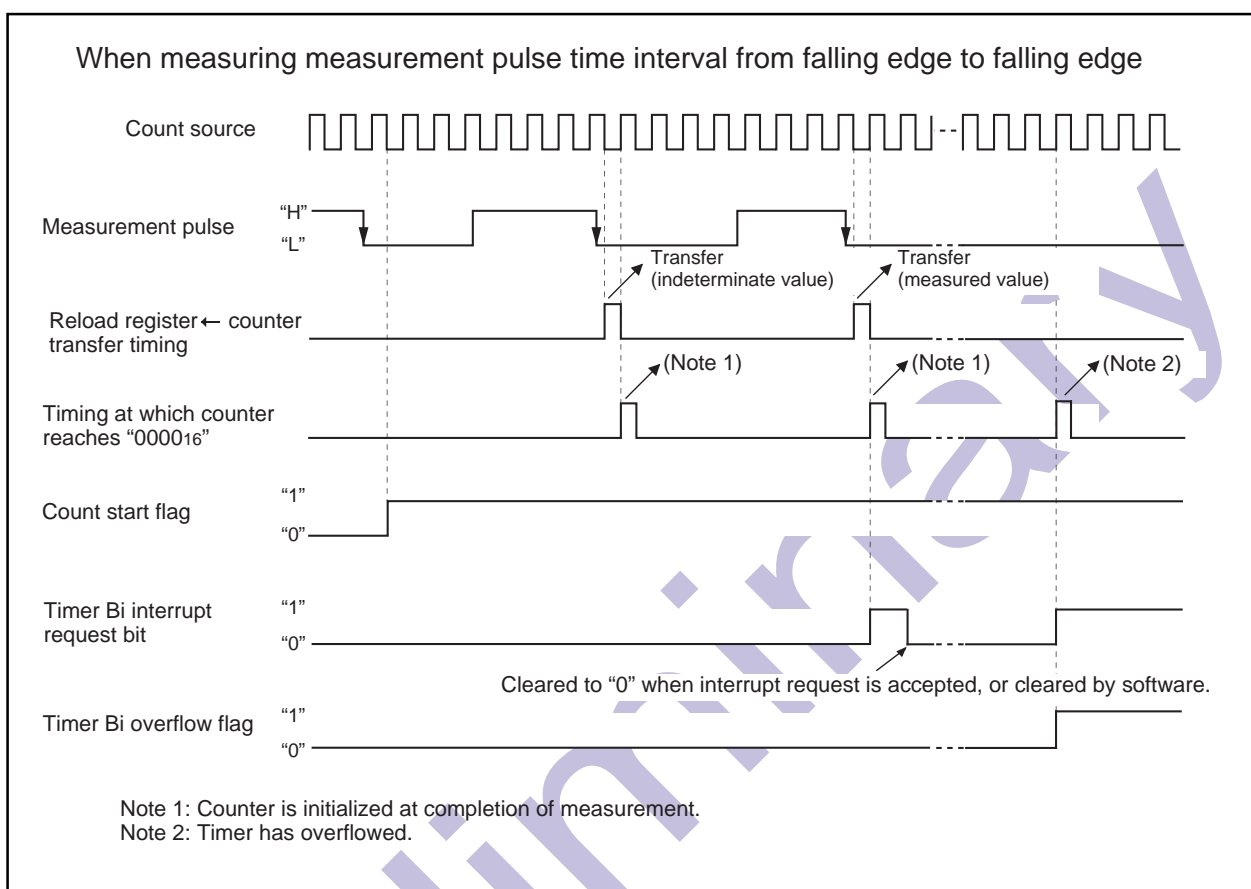 When measuring measurement pulse time interval from falling edge to falling edge
Count source
Measurement pulse
“H”
“L”
Transfer
(indeterminate value)
Transfer
(measured value)
Reload register ← counter
transfer timing
(Note 1)
(Note 1)
(Note 2)
Timing at which counter
reaches “000016”
Count start flag
“1”
“0”
Timer Bi interrupt
request bit
“1”
“0”
Cleared to “0” when interrupt request is accepted, or cleared by software.
Timer Bi overflow flag
“1”
“0”
Note 1: Counter is initialized at completion of measurement.
Note 2: Timer has overflowed.